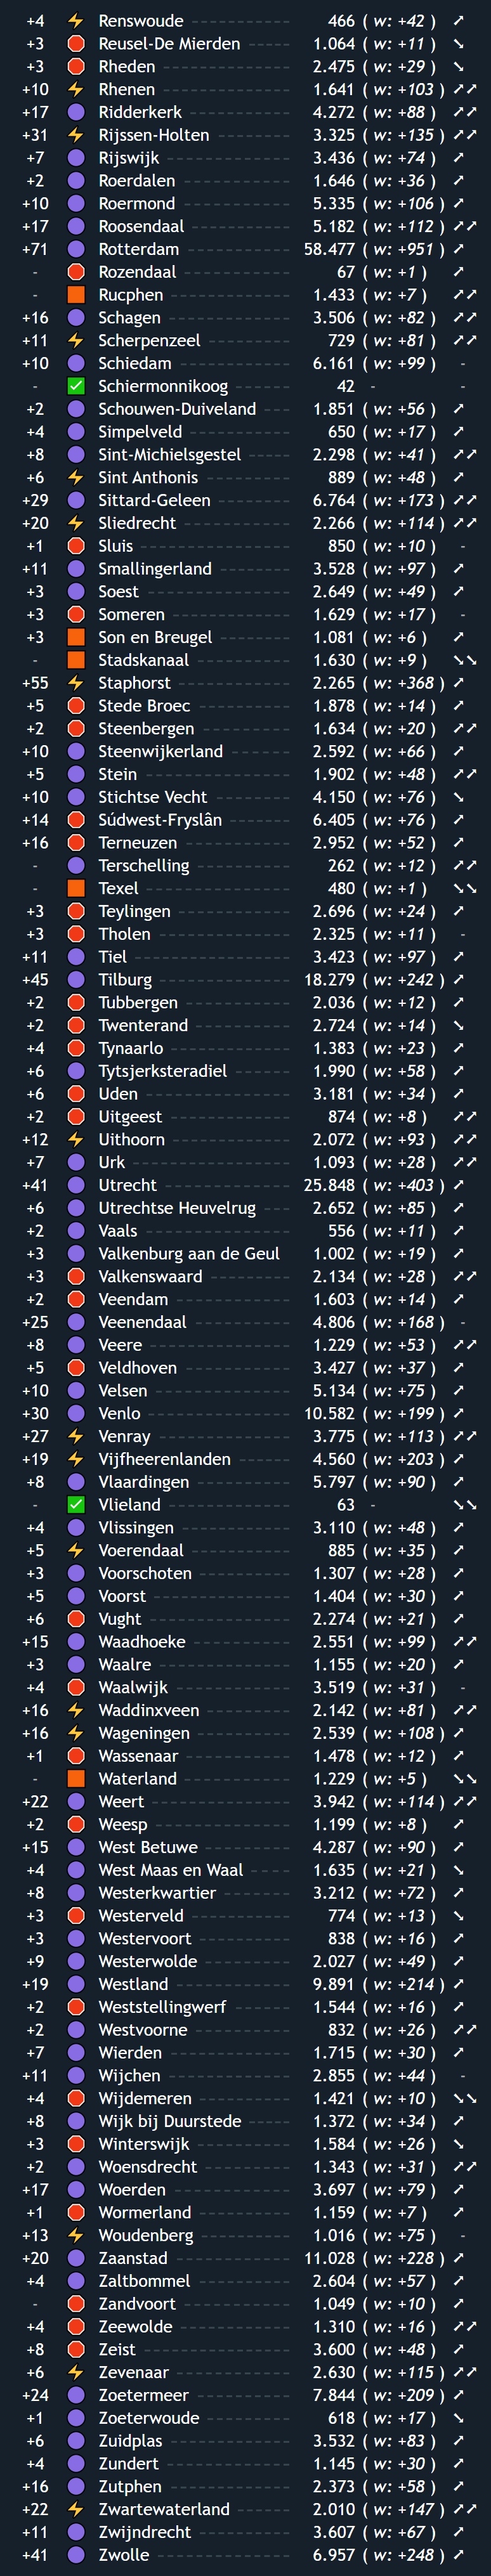 +4 Renswoude 466 ( w: +42 ) ↗
+3 Reusel-De Mierden 1.064 ( w: +11 ) ↘
+3 Rheden 2.475 ( w: +29 ) ↘
+10 Rhenen 1.641 ( w: +103 ) ↗↗
+17 Ridderkerk 4.272 ( w: +88 ) ↗↗
+31 Rijssen-Holten 3.325 ( w: +135 ) ↗↗
+7 Rijswijk 3.436 ( w: +74 ) ↗
+2 Roerdalen 1.646 ( w: +36 ) ↗
+10 Roermond 5.335 ( w: +106 ) ↗
+17 Roosendaal 5.182 ( w: +112 ) ↗↗
+71 Rotterdam 58.477 ( w: +951 ) ↗
- Rozendaal 67 ( w: +1 ) ↗
- Rucphen 1.433 ( w: +7 ) ↗↗
+16 Schagen 3.506 ( w: +82 ) ↗↗
+11 Scherpenzeel 729 ( w: +81 ) ↗↗
+10 Schiedam 6.161 ( w: +99 ) -
- Schiermonnikoog 42 - -
+2 Schouwen-Duiveland 1.851 ( w: +56 ) ↗
+4 Simpelveld 650 ( w: +17 ) ↗
+8 Sint-Michielsgestel 2.298 ( w: +41 ) ↗↗
+6 Sint Anthonis 889 ( w: +48 ) ↗
+29 Sittard-Geleen 6.764 ( w: +173 ) ↗↗
+20 Sliedrecht 2.266 ( w: +114 ) ↗↗
+1 Sluis 850 ( w: +10 ) -
+11 Smallingerland 3.528 ( w: +97 ) ↗
+3 Soest 2.649 ( w: +49 ) ↗
+3 Someren 1.629 ( w: +17 ) -
+3 Son en Breugel 1.081 ( w: +6 ) ↗
- Stadskanaal 1.630 ( w: +9 ) ↘↘
+55 Staphorst 2.265 ( w: +368 ) ↗
+5 Stede Broec 1.878 ( w: +14 ) ↗
+2 Steenbergen 1.634 ( w: +20 ) ↗↗
+10 Steenwijkerland 2.592 ( w: +66 ) ↗
+5 Stein 1.902 ( w: +48 ) ↗↗
+10 Stichtse Vecht 4.150 ( w: +76 ) ↘
+14 Súdwest-Fryslân 6.405 ( w: +76 ) ↗
+16 Terneuzen 2.952 ( w: +52 ) ↗
- Terschelling 262 ( w: +12 ) ↗↗
- Texel 480 ( w: +1 ) ↘↘
+3 Teylingen 2.696 ( w: +24 ) ↗
+3 Tholen 2.325 ( w: +11 ) -
+11 Tiel 3.423 ( w: +97 ) ↗
+45 Tilburg 18.279 ( w: +242 ) ↗
+2 Tubbergen 2.036 ( w: +12 ) ↗
+2 Twenterand 2.724 ( w: +14 ) ↘
+4 Tynaarlo 1.383 ( w: +23 ) ↗
+6 Tytsjerksteradiel 1.990 ( w: +58 ) ↗
+6 Uden 3.181 ( w: +34 ) ↗
+2 Uitgeest 874 ( w: +8 ) ↗↗
+12 Uithoorn 2.072 ( w: +93 ) ↗↗
+7 Urk 1.093 ( w: +28 ) ↗↗
+41 Utrecht 25.848 ( w: +403 ) ↗
+6 Utrechtse Heuvelrug 2.652 ( w: +85 ) ↗
+2 Vaals 556 ( w: +11 ) ↗
+3 Valkenburg aan de Geul 1.002 ( w: +19 ) ↗
+3 Valkenswaard 2.134 ( w: +28 ) ↗↗
+2 Veendam 1.603 ( w: +14 ) ↗
+25 Veenendaal 4.806 ( w: +168 ) -
+8 Veere 1.229 ( w: +53 ) ↗↗
+5 Veldhoven 3.427 ( w: +37 ) ↗
+10 Velsen 5.134 ( w: +75 ) ↗
+30 Venlo 10.582 ( w: +199 ) ↗
+27 Venray 3.775 ( w: +113 ) ↗↗
+19 Vijfheerenlanden 4.560 ( w: +203 ) ↗
+8 Vlaardingen 5.797 ( w: +90 ) ↗
- Vlieland 63 - ↘↘
+4 Vlissingen 3.110 ( w: +48 ) ↗
+5 Voerendaal 885 ( w: +35 ) ↗
+3 Voorschoten 1.307 ( w: +28 ) ↗
+5 Voorst 1.404 ( w: +30 ) ↗
+6 Vught 2.274 ( w: +21 ) ↗
+15 Waadhoeke 2.551 ( w: +99 ) ↗↗
+3 Waalre 1.155 ( w: +20 ) ↗
+4 Waalwijk 3.519 ( w: +31 ) -
+16 Waddinxveen 2.142 ( w: +81 ) ↗↗
+16 Wageningen 2.539 ( w: +108 ) ↗
+1 Wassenaar 1.478 ( w: +12 ) ↗
- Waterland 1.229 ( w: +5 ) ↘↘
+22 Weert 3.942 ( w: +114 ) ↗↗
+2 Weesp 1.199 ( w: +8 ) ↗
+15 West Betuwe 4.287 ( w: +90 ) ↗
+4 West Maas en Waal 1.635 ( w: +21 ) ↘
+8 Westerkwartier 3.212 ( w: +72 ) ↗
+3 Westerveld 774 ( w: +13 ) ↘
+3 Westervoort 838 ( w: +16 ) ↗
+9 Westerwolde 2.027 ( w: +49 ) ↗
+19 Westland 9.891 ( w: +214 ) ↗
+2 Weststellingwerf 1.544 ( w: +16 ) ↗
+2 Westvoorne 832 ( w: +26 ) ↗↗
+7 Wierden 1.715 ( w: +30 ) ↗
+11 Wijchen 2.855 ( w: +44 ) -
+4 Wijdemeren 1.421 ( w: +10 ) ↘↘
+8 Wijk bij Duurstede 1.372 ( w: +34 ) ↗
+3 Winterswijk 1.584 ( w: +26 ) ↘
+2 Woensdrecht 1.343 ( w: +31 ) ↗↗
+17 Woerden 3.697 ( w: +79 ) ↗
+1 Wormerland 1.159 ( w: +7 ) ↗
+13 Woudenberg 1.016 ( w: +75 ) -
+20 Zaanstad 11.028 ( w: +228 ) ↗
+4 Zaltbommel 2.604 ( w: +57 ) ↗
- Zandvoort 1.049 ( w: +10 ) ↗
+4 Zeewolde 1.310 ( w: +16 ) ↗↗
+8 Zeist 3.600 ( w: +48 ) ↗
+6 Zevenaar 2.630 ( w: +115 ) ↗↗
+24 Zoetermeer 7.844 ( w: +209 ) ↗
+1 Zoeterwoude 618 ( w: +17 ) ↘
+6 Zuidplas 3.532 ( w: +83 ) ↗
+4 Zundert 1.145 ( w: +30 ) ↗
+16 Zutphen 2.373 ( w: +58 ) ↗
+22 Zwartewaterland 2.010 ( w: +147 ) ↗↗
+11 Zwijndrecht 3.607 ( w: +67 ) ↗
+41 Zwolle 6.957 ( w: +248 ) ↗